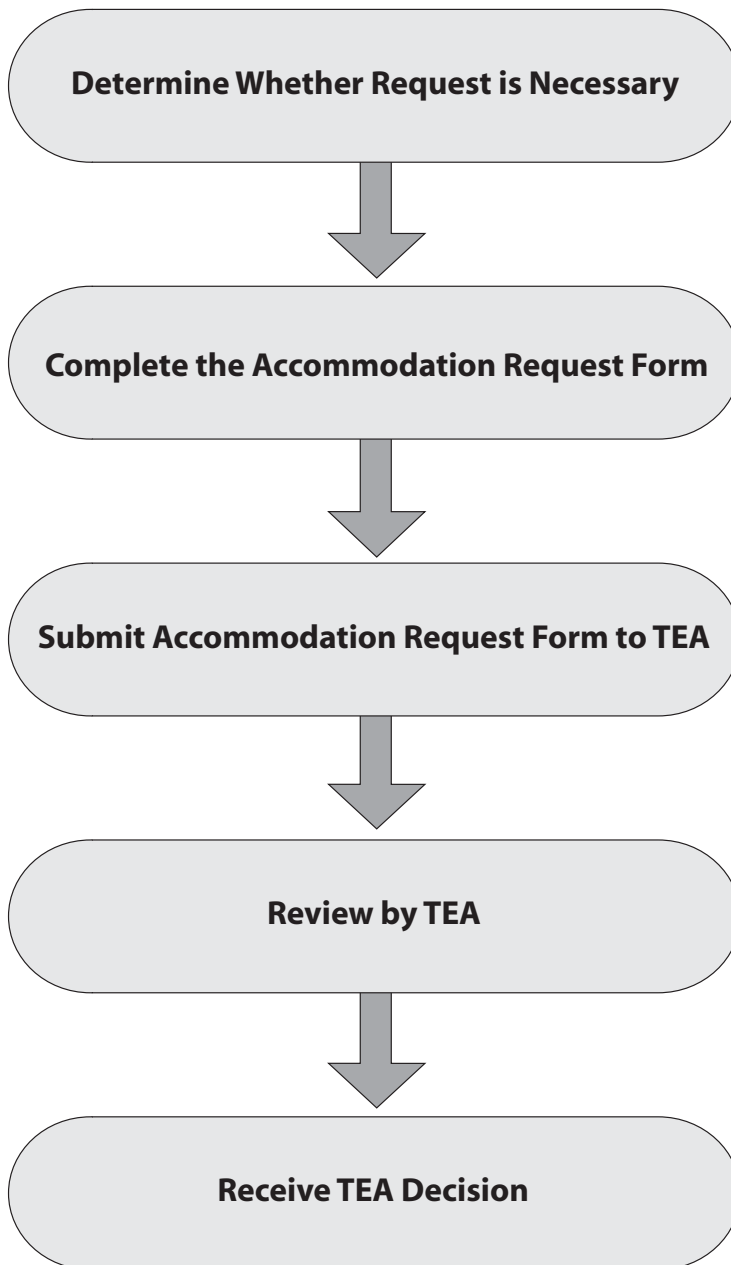 Determine Whether Request is Necessary
Complete the Accommodation Request Form
Submit Accommodation Request Form to TEA
Review by TEA
Receive TEA Decision